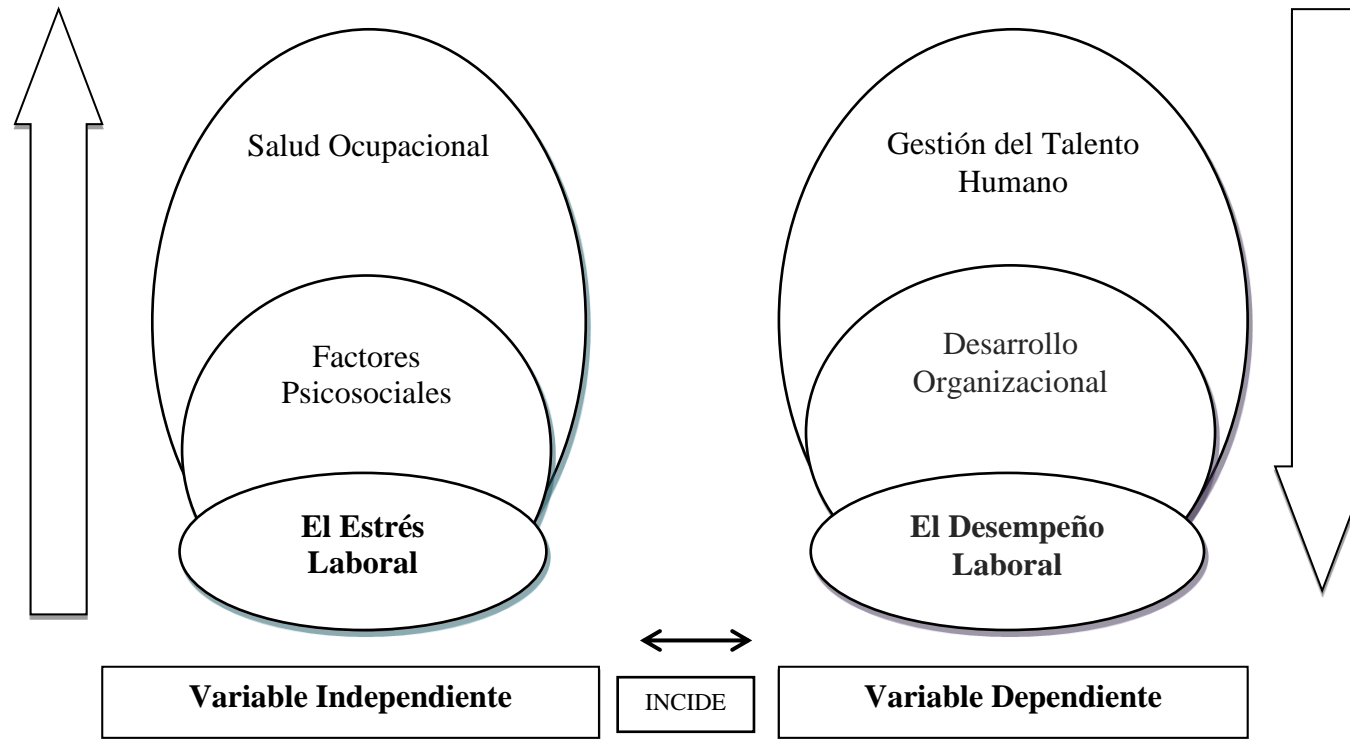 Salud Ocupacional
Gestión del Talento
Humano
Factores
Psicosociales
Desarrollo
Organizacional
El Estrés
Laboral
El Desempeño
Laboral
Variable Independiente
INCIDE
Variable Dependiente